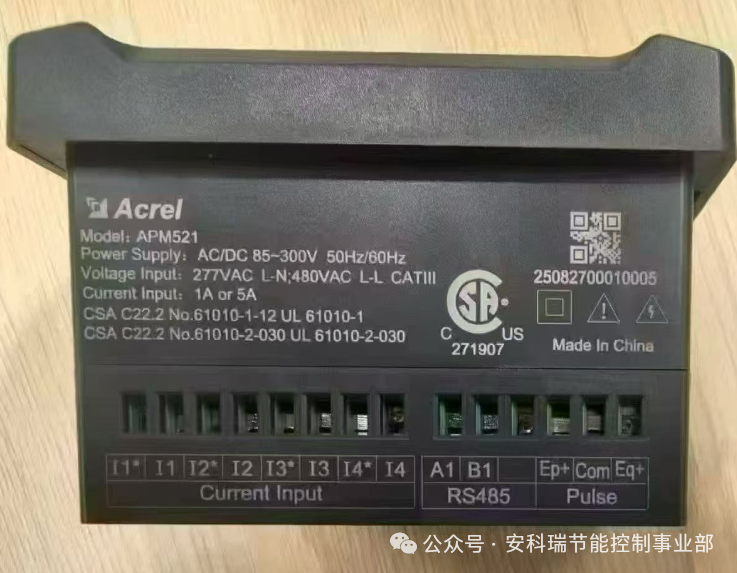 Acrel
Model: APM521
Power Supply: AC/DC 85~300V 50Hz/60Hz
Voltage Input: 277VAC L-N;480VAC L-L CATIII
Current Input: 1A or 5A
CSA C22.2 No.61010-1-12 UL 61010-1
CSA C22.2 No.61010-2-030 UL 61010-2-030
SA
C US
271907
25082700010005
Made In China
I1* I1 I2* I2 I3* I3 I4* I4
Current Input
A1 B1
RS485
Ep+ Com Eq+
Pulse
公众号 · 安科瑞节能控制事业部